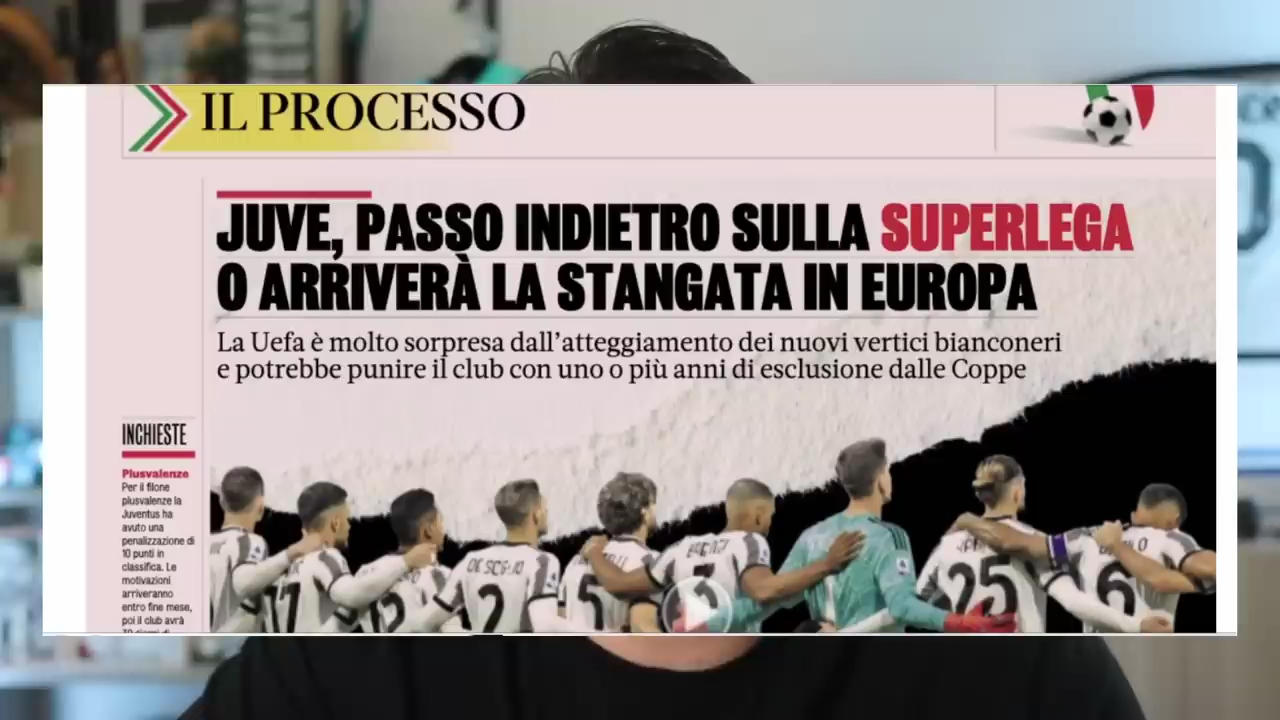 IL PROCESSO
JUVE, PASSO INDIETRO SULLA SUPERLEGA
O ARRIVERÀ LA STANGATA IN EUROPA
La Uefa è molto sorpresa dall'atteggiamento dei nuovi vertici bianconeri
e potrebbe punire il club con uno o più anni di esclusione dalle Coppe
INCHIESTE
Plusvalenze
Per il filone
plusvalenze la
Juventus ha
avuto una
penalizzazione di
10 punti in
classifica. Le
motivazioni
arriveranno
entro fine mese,
poi il club avrà
DE SCIGLIO
2
5
3
25
6